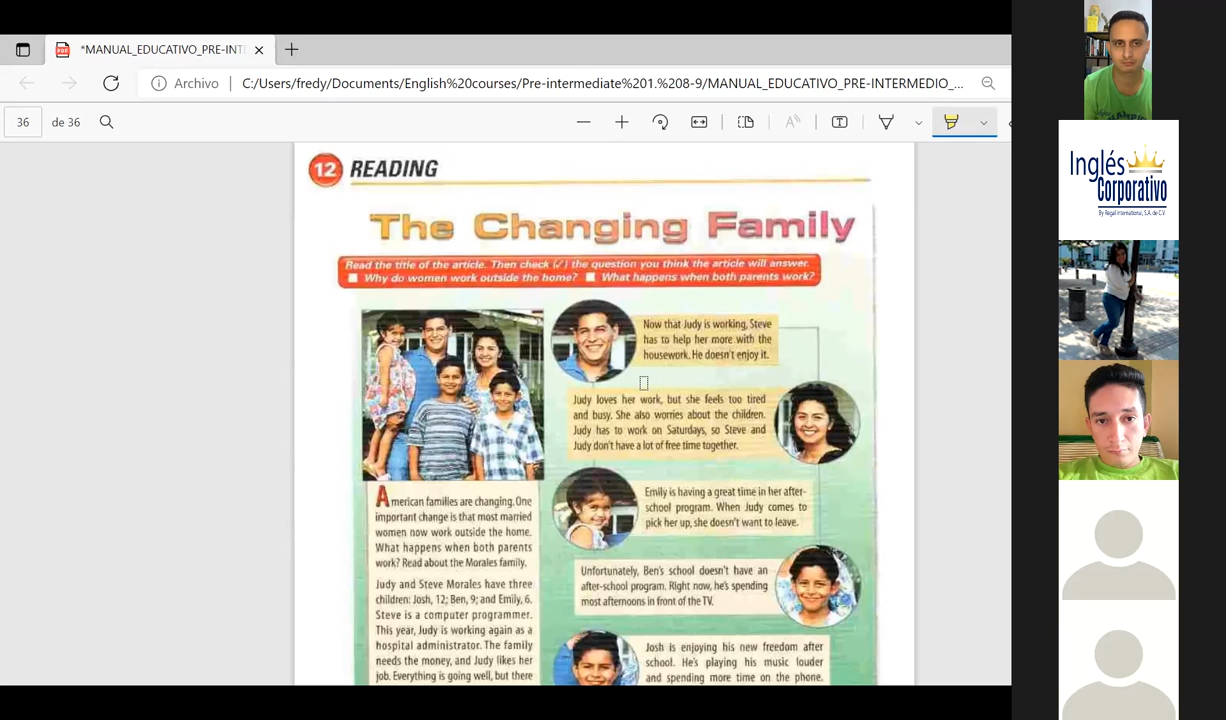 *MANUAL_EDUCATIVO_PRE-INTE
Archivo
C:/Users/fredy/Documents/English%20courses/Pre-intermediate%201.%208-9/MANUAL_EDUCATIVO_PRE-INTERMEDIO_...
36
de 36
12 READING
The Changing Family
Read the title of the article. Then check (✓) the question you think the article will answer.
Why do women work outside the home? What happens when both parents work?
American families are changing. One
important change is that most married
women now work outside the home.
What happens when both parents
work? Read about the Morales family.
Judy and Steve Morales have three
children: Josh, 12; Ben, 9; and Emily, 6.
Steve is a computer programmer.
This year, Judy is working again as a
hospital administrator. The family
needs the money, and Judy likes her
job. Everything is going well, but there
Now that Judy is working, Steve
has to help her more with the
housework. He doesn't enjoy it.
Judy loves her work, but she feels too tired
and busy. She also worries about the children.
Judy has to work on Saturdays, so Steve and
Judy don't have a lot of free time together.
Emily is having a great time in her after-
school program. When Judy comes to
pick her up, she doesn't want to leave.
Unfortunately, Ben's school doesn't have an
after-school program. Right now, he's spending
most afternoons in front of the TV.
Josh is enjoying his new freedom after
school. He's playing his music louder
and spending more time on the phone.
Inglés
Corporativo
By Regal International, S.A. de C.V.